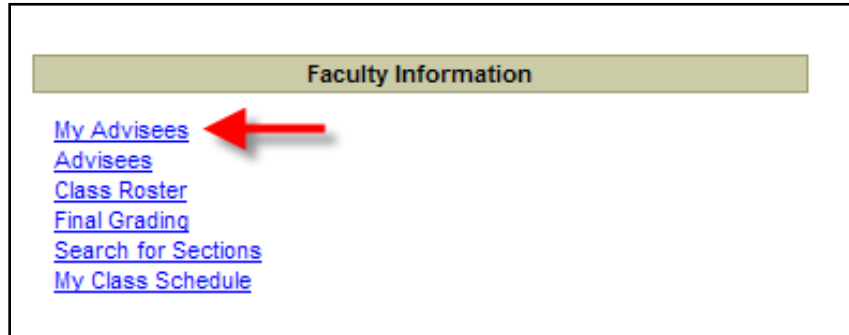 Faculty Information
My Advisees
Advisees
Class Roster
Final Grading
Search for Sections
My Class Schedule